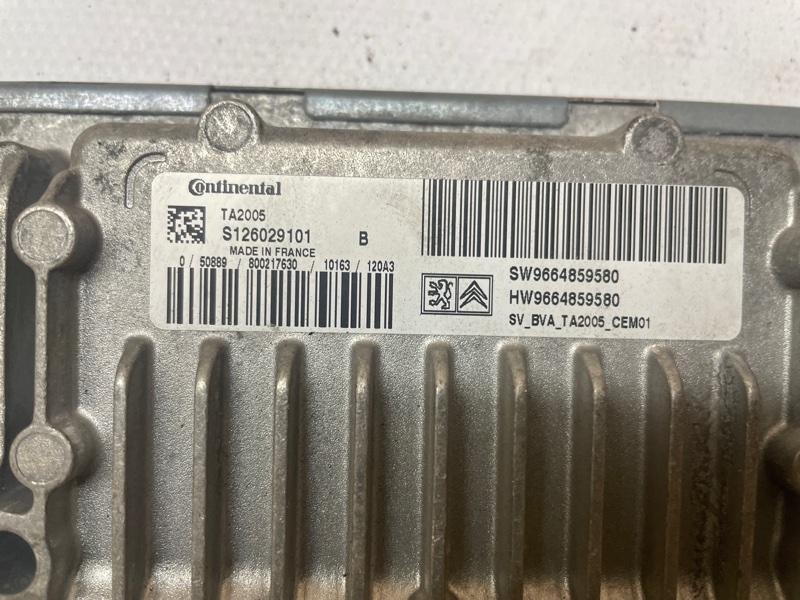 Continental
TA2005
S126029101 B
MADE IN FRANCE
0 / 50889 / 800217630 / 10163 / 120A3
SW9664859580
HW9664859580
SV_BVA_TA2005_CEM01